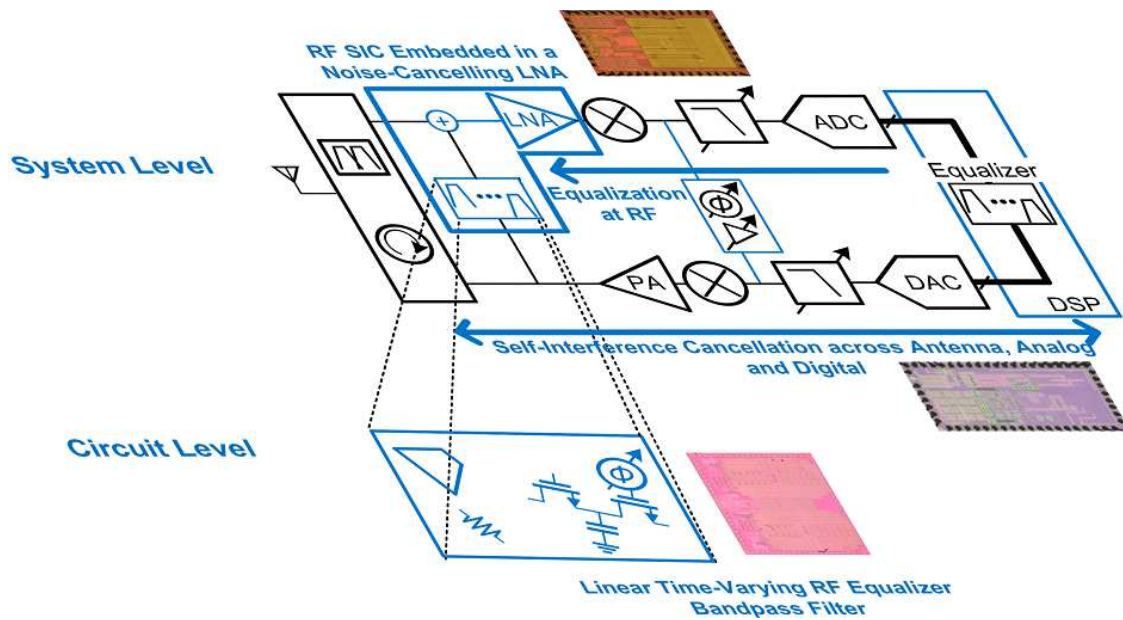 RF SIC Embedded in a
Noise-Cancelling LNA
LNA
ADC
System Level
Equalization
at RF
Equalizer
Φ
PA
DAC
DSP
Self-Interference Cancellation across Antenna, Analog
and Digital
Circuit Level
Φ
Linear Time-Varying RF Equalizer
Bandpass Filter